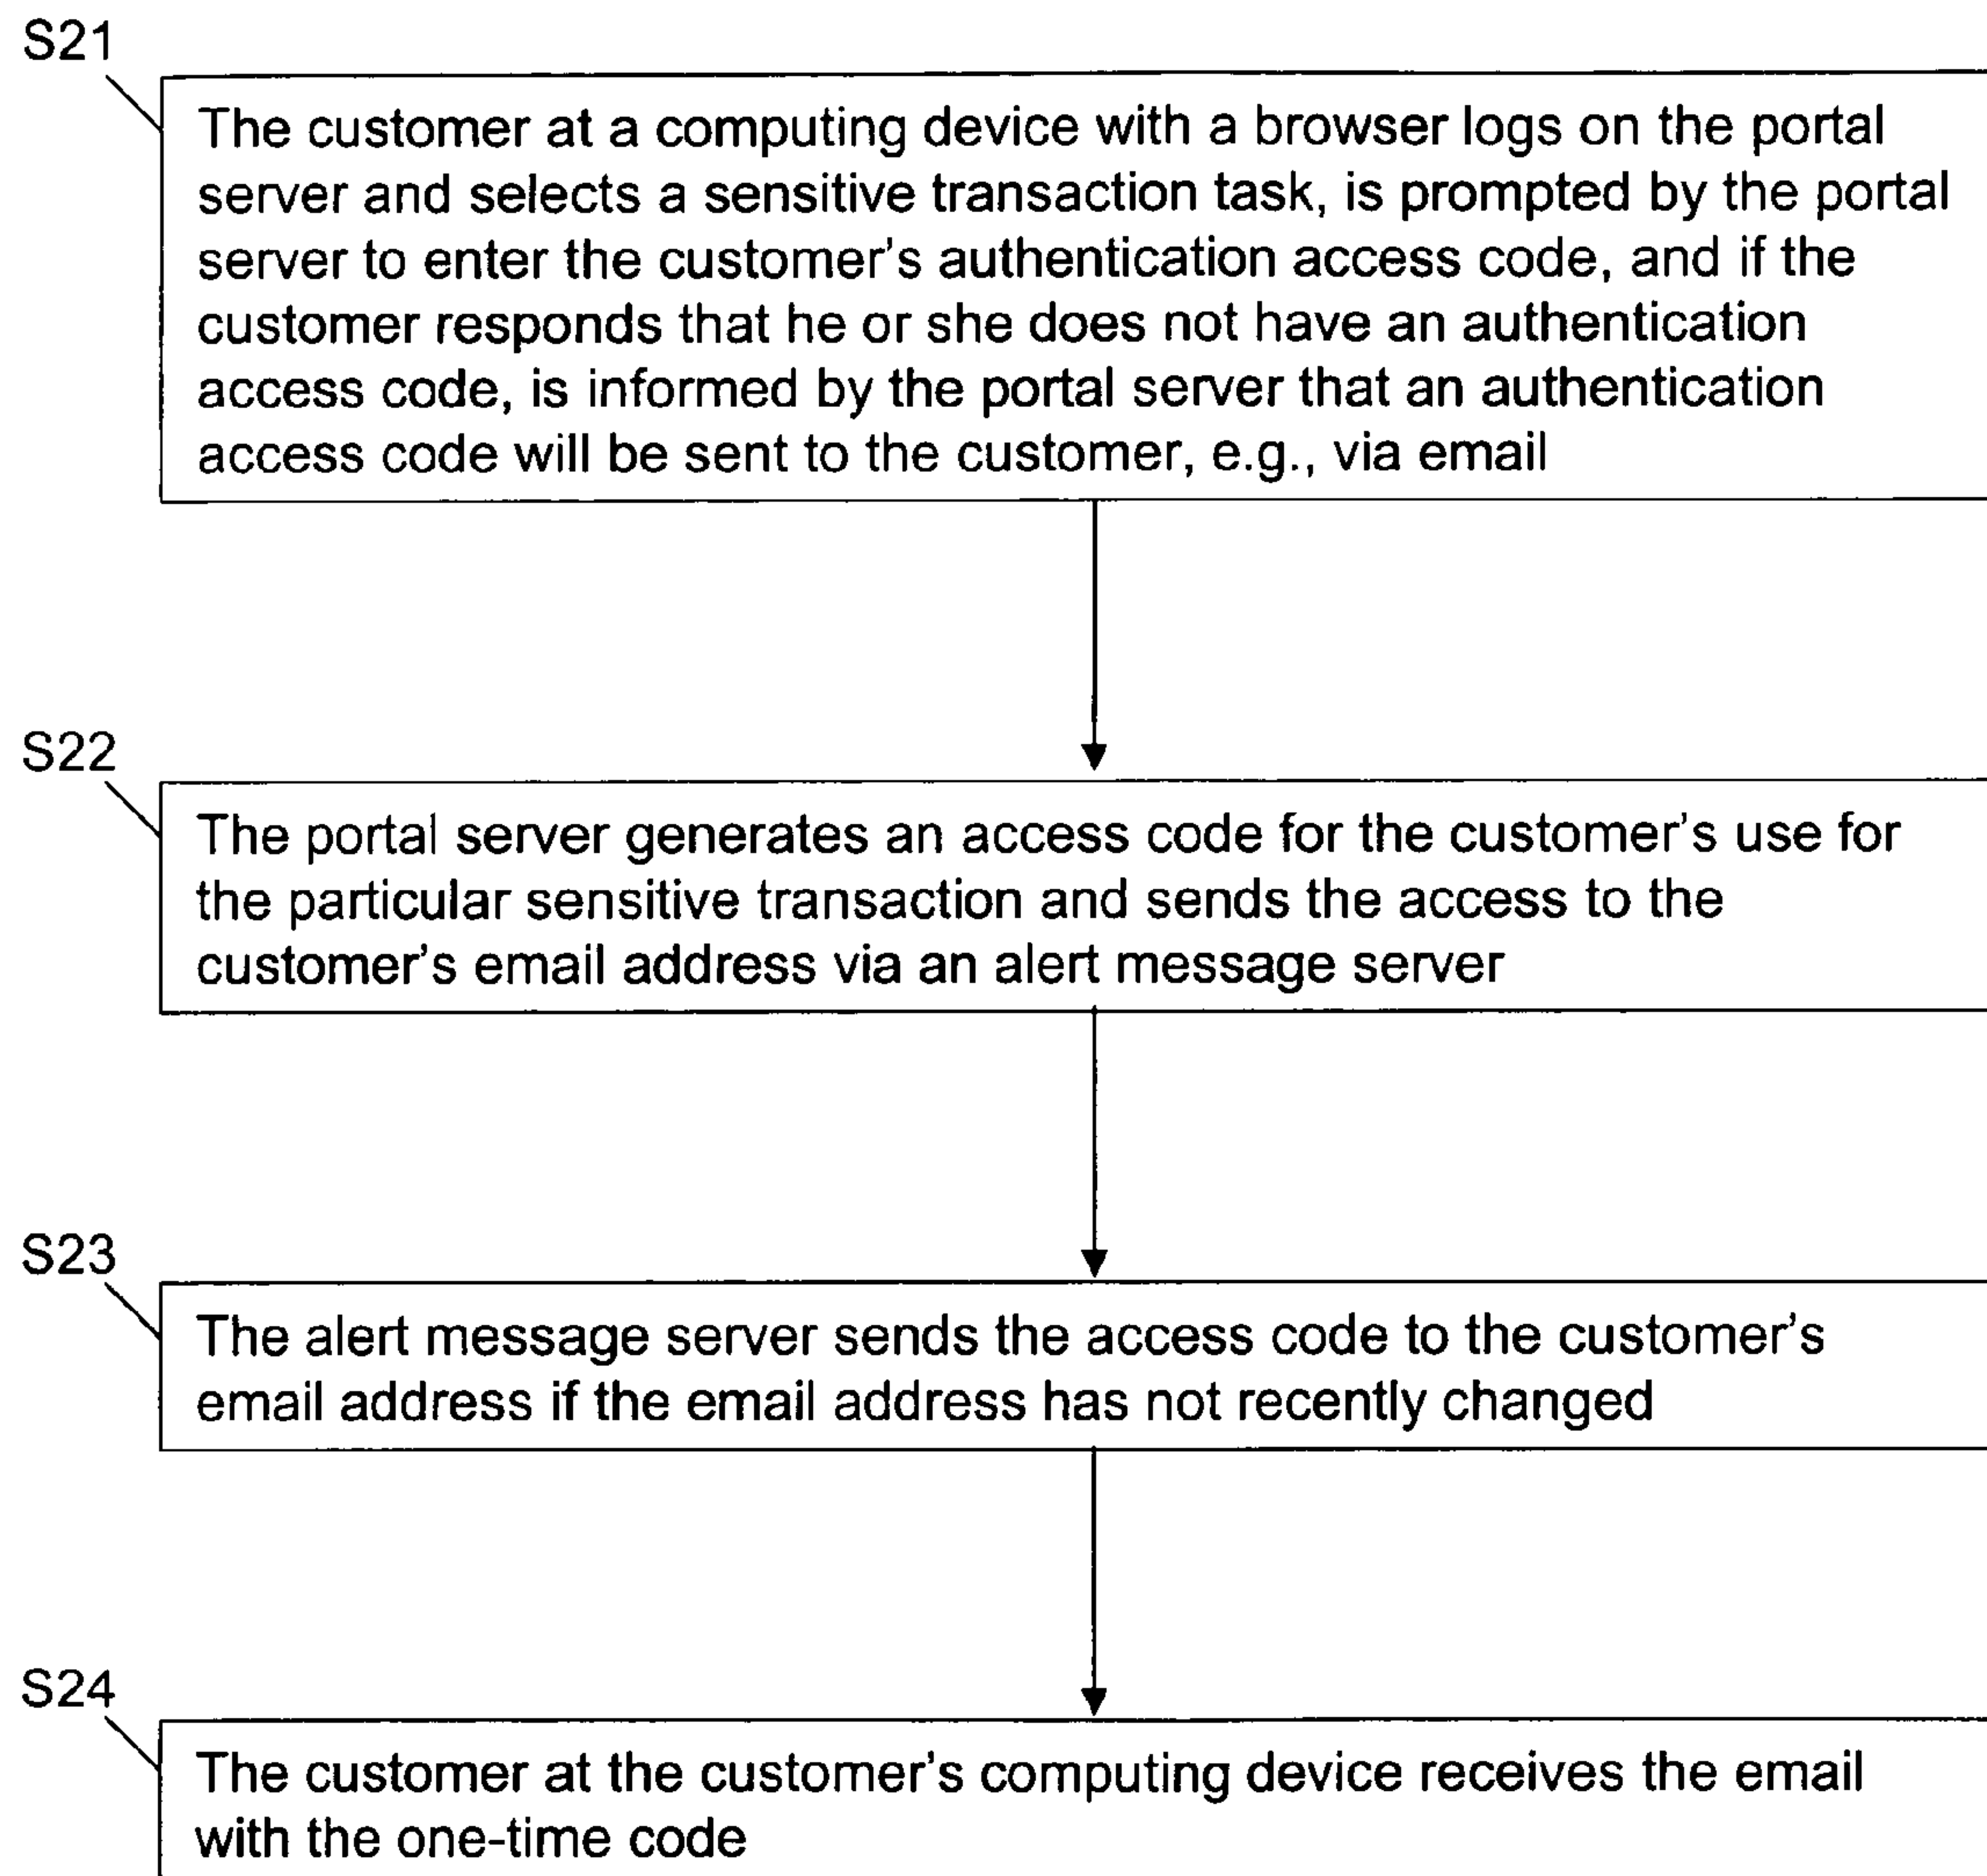 S21
The customer at a computing device with a browser logs on the portal
server and selects a sensitive transaction task, is prompted by the portal
server to enter the customer's authentication access code, and if the
customer responds that he or she does not have an authentication
access code, is informed by the portal server that an authentication
access code will be sent to the customer, e.g., via email
S22
The portal server generates an access code for the customer's use for
the particular sensitive transaction and sends the access to the
customer's email address via an alert message server
S23
The alert message server sends the access code to the customer's
email address if the email address has not recently changed
S24
The customer at the customer's computing device receives the email
with the one-time code